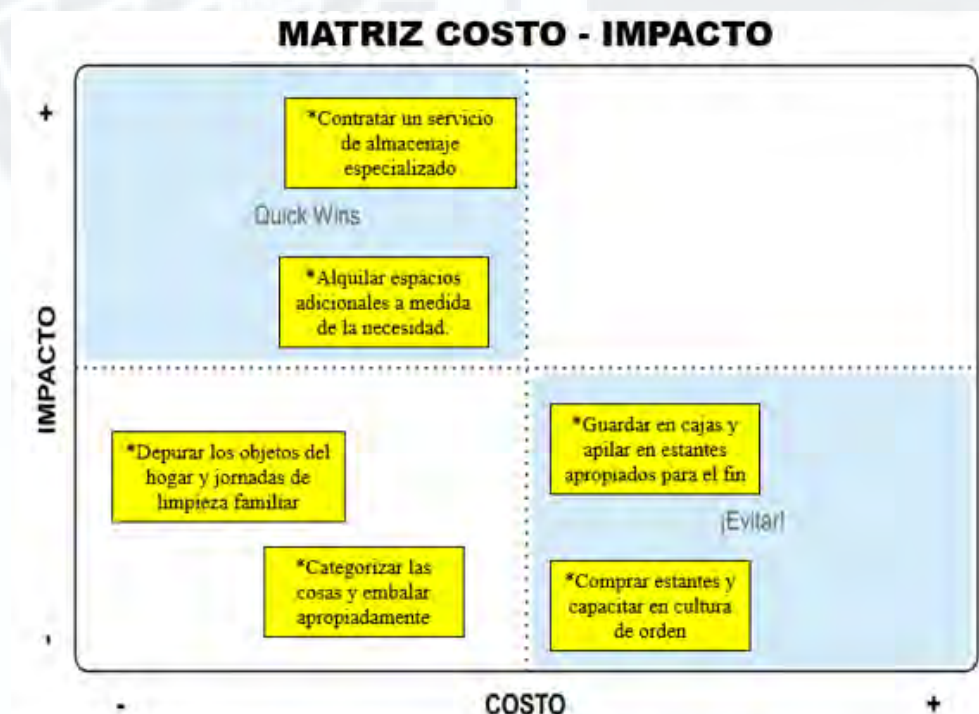 MATRIZ COSTO - IMPACTO
+
*Contratar un servicio
de almacenaje
especializado
Quick Wins
*Alquilar espacios
adicionales a medida
de la necesidad.
IMPACTO
*Depurar los objetos del
hogar y jornadas de
limpieza familiar
*Guardar en cajas y
apilar en estantes
apropiados para el fin
¡Evitar!
*Categorizar las
cosas y embalar
apropiadamente
*Comprar estantes y
capacitar en cultura
de orden
-
-
COSTO
+